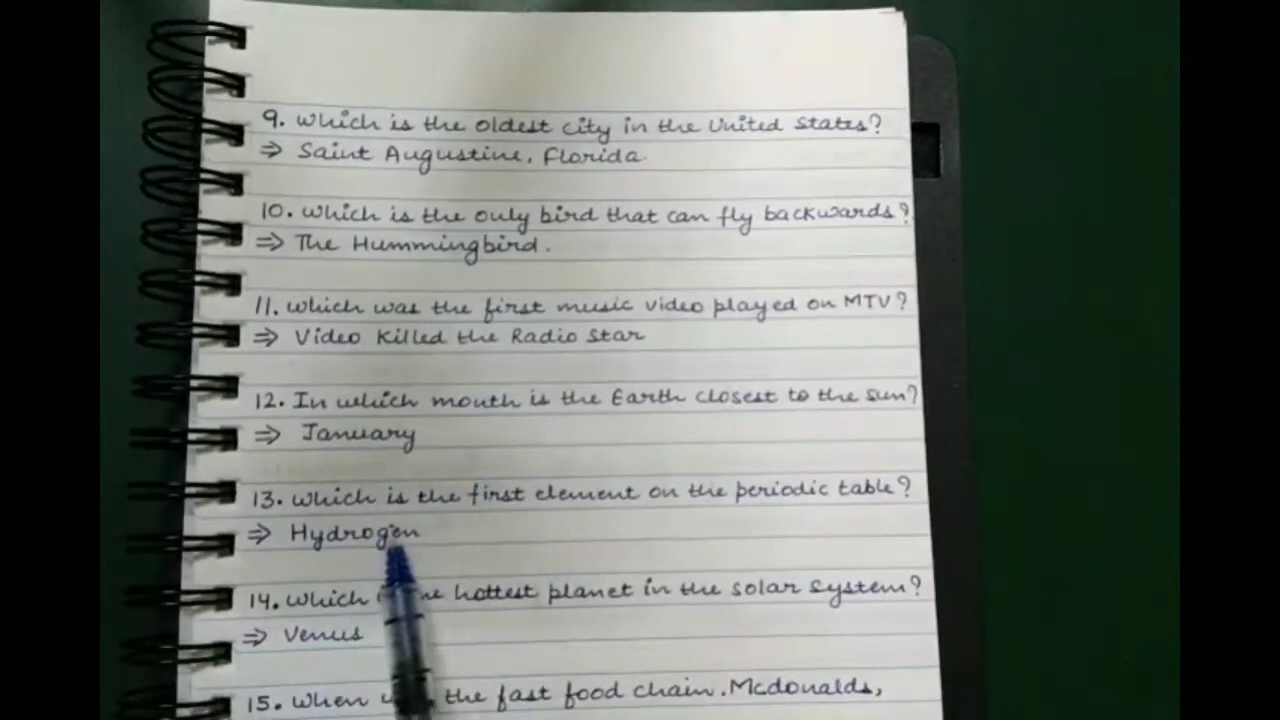 9. Which is the oldest city in the United States?
⇒ Saint Augustine, Florida.
10. Which is the only bird that can fly backwards?
⇒ The Hummingbird.
11. Which was the first music video played on MTV?
⇒ Video Killed the Radio Star
12. In which month is the Earth closest to the sun?
⇒ January
13. Which is the first element on the periodic table?
⇒ Hydrogen
14. Which hottest planet in the solar system?
⇒ Venus
15. When the fast food chain, Mcdonalds,